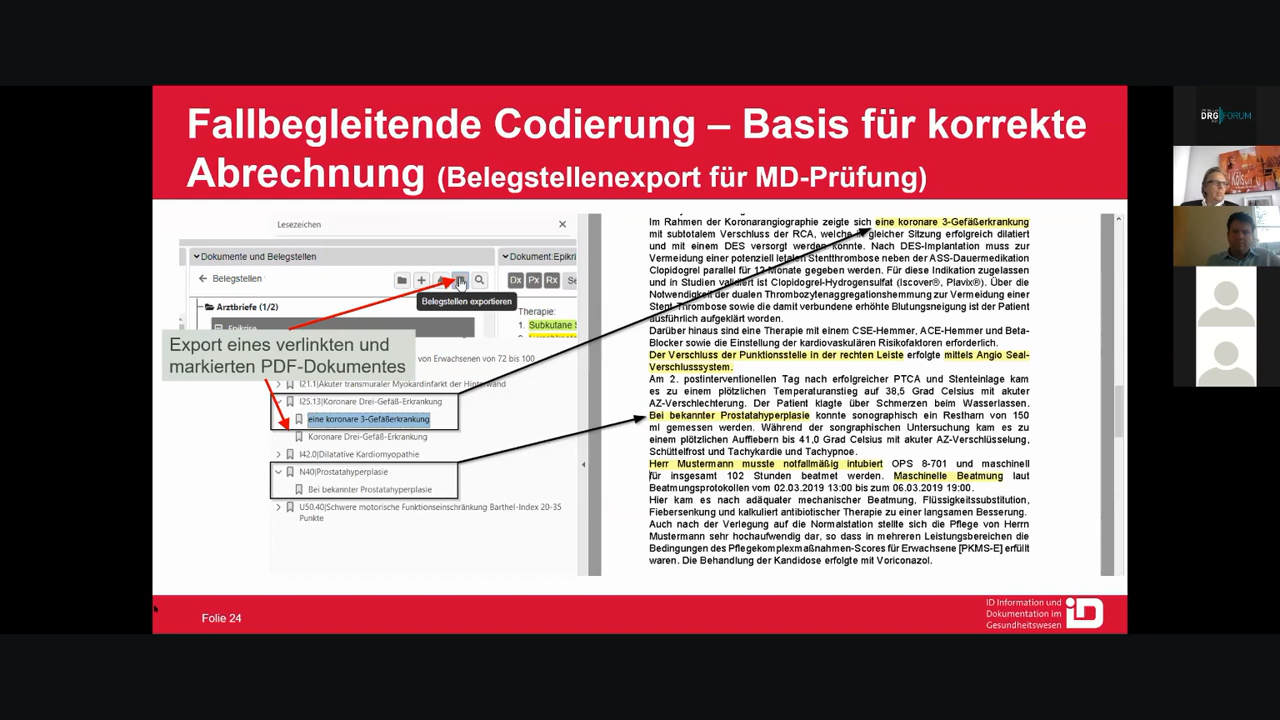 Fallbegleitende Codierung – Basis für korrekte
Abrechnung (Belegstellenexport für MD-Prüfung)
Lesezeichen
Dokumente und Belegstellen
Dokument:Epikri
Belegstellen
Dx Px Rx Se
Belegstellen exportieren
Arztbriefe (1/2)
Epikrise
Therapie:
1. Subkutane S
Export eines verlinkten und
markierten PDF-Dokumentes
von Erwachsenen von 72 bis 100
I21.1|Akuter transmuraler Myokardinfarkt der Hinterwand
I25.13|Koronare Drei-Gefäß-Erkrankung
eine koronare 3-Gefäßerkrankung
Koronare Drei-Gefäß-Erkrankung
I42.0|Dilatative Kardiomyopathie
N40|Prostatahyperplasie
Bei bekannter Prostatahyperplasie
U50.40|Schwere motorische Funktionseinschränkung Barthel-Index 20-35
Punkte
Im Rahmen der Koronarangiographie zeigte sich eine koronare 3-Gefäßerkrankung
mit subtotalem Verschluss der RCA, welche in gleicher Sitzung erfolgreich dilatiert
und mit einem DES versorgt werden konnte. Nach DES-Implantation muss zur
Vermeidung einer potenziell letalen Stentthrombose neben der ASS-Dauermedikation
Clopidogrel parallel für 12 Monate gegeben werden. Für diese Indikation zugelassen
und in Studien validiert ist Clopidogrel-Hydrogensulfat (Iscover®, Plavix®). Über die
Notwendigkeit der dualen Thrombozytenaggregationshemmung zur Vermeidung einer
Stent-Thrombose sowie die damit verbundene erhöhte Blutungsneigung ist der Patient
ausführlich aufgeklärt worden.
Darüber hinaus sind eine Therapie mit einem CSE-Hemmer, ACE-Hemmer und Beta-
Blocker sowie die Einstellung der kardiovaskulären Risikofaktoren erforderlich.
Der Verschluss der Punktionsstelle in der rechten Leiste erfolgte mittels Angio Seal-
Verschlusssystem.
Am 2. postinterventionellen Tag nach erfolgreicher PTCA und Stenteinlage kam
es zu einem plötzlichen Temperaturanstieg auf 38,5 Grad Celsius mit akuter
AZ-Verschlechterung. Der Patient klagte über Schmerzen beim Wasserlassen.
Bei bekannter Prostatahyperplasie konnte sonographisch ein Restharn von 150
ml gemessen werden. Während der songraphischen Untersuchung kam es zu
einem plötzlichen Auffiebern bis 41,0 Grad Celsius mit akuter AZ-Verschlüsselung,
Schüttelfrost und Tachykardie und Tachypnoe.
Herr Mustermann musste notfallmäßig intubiert OPS 8-701 und maschinell
für insgesamt 102 Stunden beatmet werden. Maschinelle Beatmung laut
Beatmungsprotokollen vom 02.03.2019 13:00 bis zum 06.03.2019 19:00.
Hier kam es nach adäquater mechanischer Beatmung, Flüssigkeitssubstitution,
Fiebersenkung und kalkuliert antibiotischer Therapie zu einer langsamen Besserung.
Auch nach der Verlegung auf die Normalstation stellte sich die Pflege von Herrn
Mustermann sehr hochaufwendig dar, so dass in mehreren Leistungsbereichen die
Bedingungen des Pflegekomplexmaßnahmen-Scores für Erwachsene [PKMS-E] erfüllt
waren. Die Behandlung der Kandidose erfolgte mit Voriconazol.
Folie 24
ID Information und
Dokumentation im
Gesundheitswesen
iD
DRG FORUM